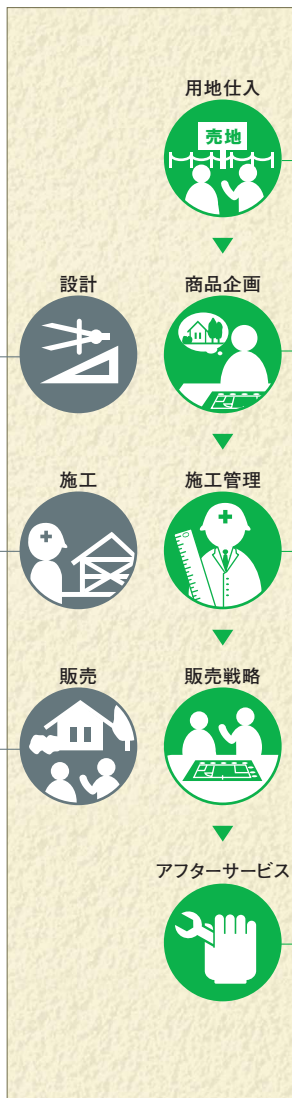 用地仕入
売地
設計
商品企画
施工
施工管理
販売
販売戦略
アフターサービス